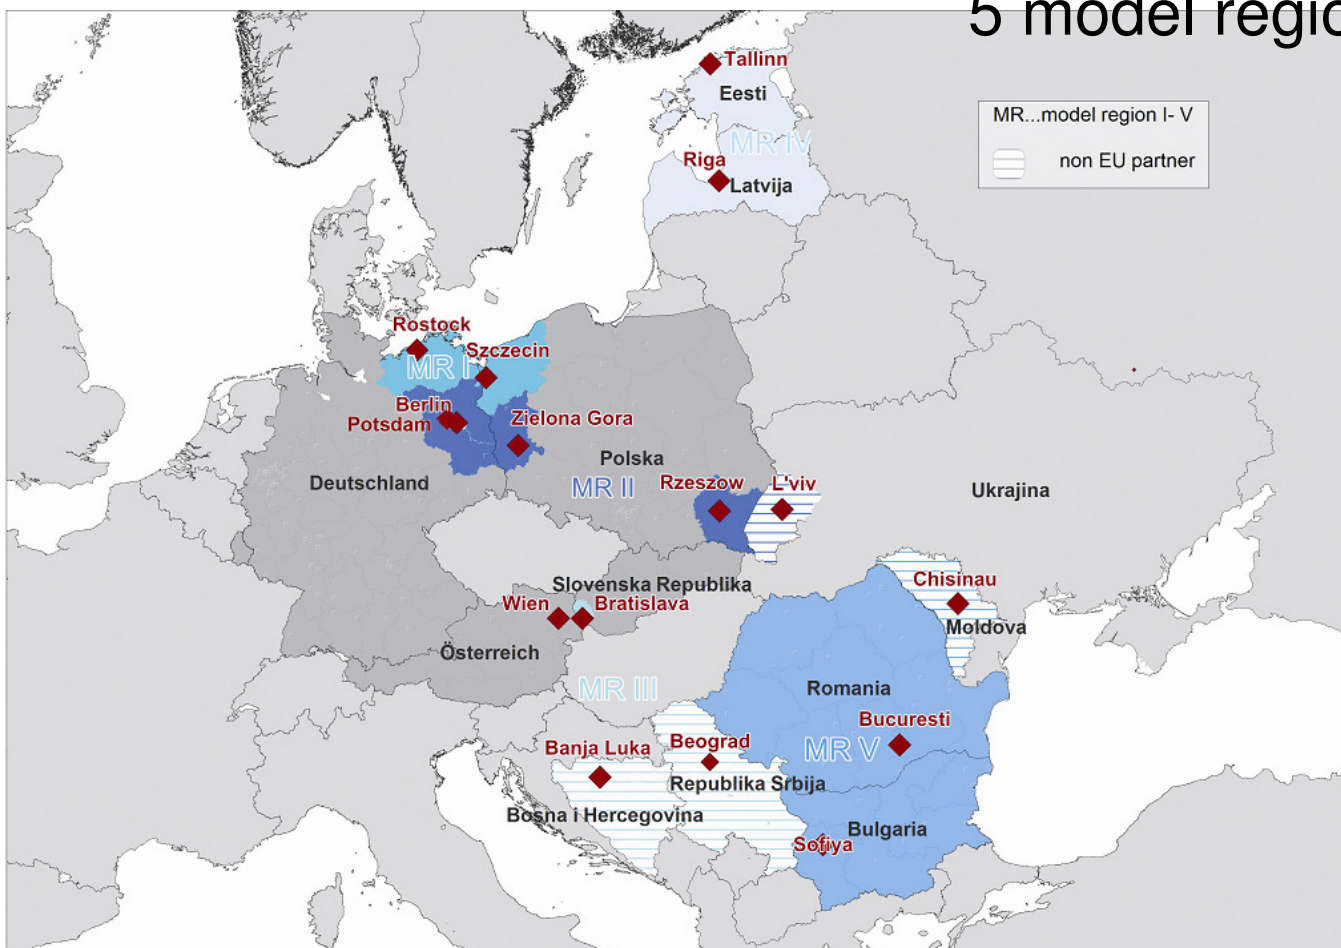 5 model regio
Tallinn
Eesti
MR...model region I- V
MR IV
non EU partner
Riga
Latvija
Rostock
Szczecin
MR I
Berlin
Zielona Gora
Potsdam
Polska
Deutschland
Rzeszow
L'viv
MR II
Ukrajina
Chisinau
Slovenska Republika
Wien
Bratislava
Moldova
Österreich
MR III
Romania
Bucuresti
Beograd
Banja Luka
MR V
Republika Srbija
Bosna i Hercegovina
Bulgaria
Sofiya